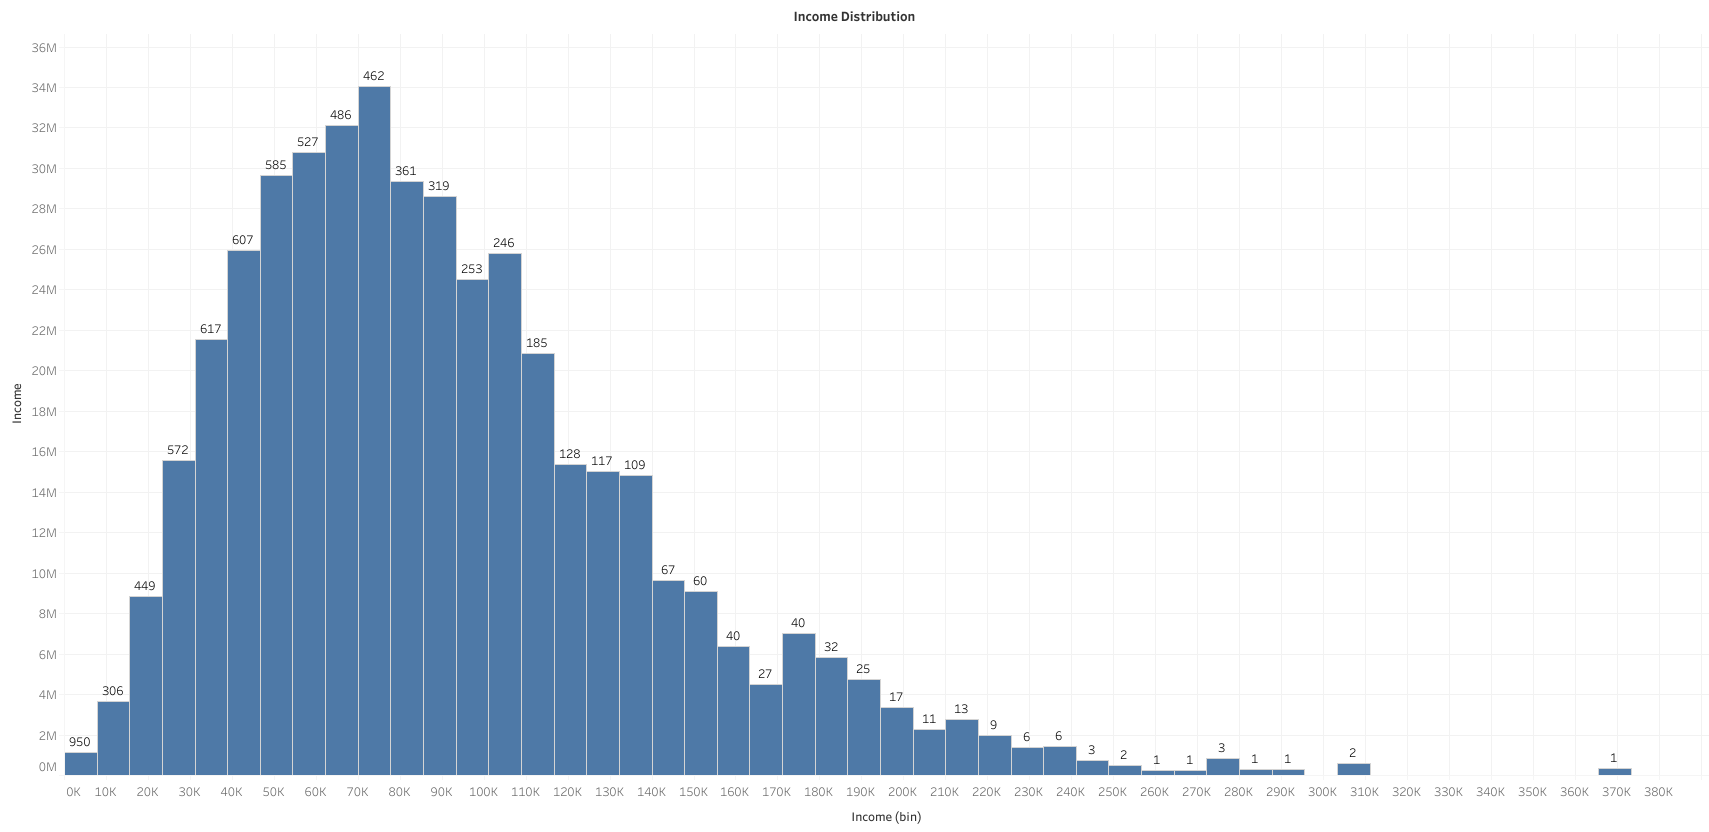 Income Distribution
36M
34M
32M
30M
28M
26M
24M
22M
20M
18M
16M
14M
12M
10M
8M
6M
4M
2M
0M
Income
950
306
449
572
617
607
585
527
486
462
361
319
253
246
185
128
117
109
67
60
40
27
40
32
25
17
11
13
9
6
6
3
2
1
1
3
1
1
2
1
0K 10K 20K 30K 40K 50K 60K 70K 80K 90K 100K 110K 120K 130K 140K 150K 160K 170K 180K 190K 200K 210K 220K 230K 240K 250K 260K 270K 280K 290K 300K 310K 320K 330K 340K 350K 360K 370K 380K
Income (bin)